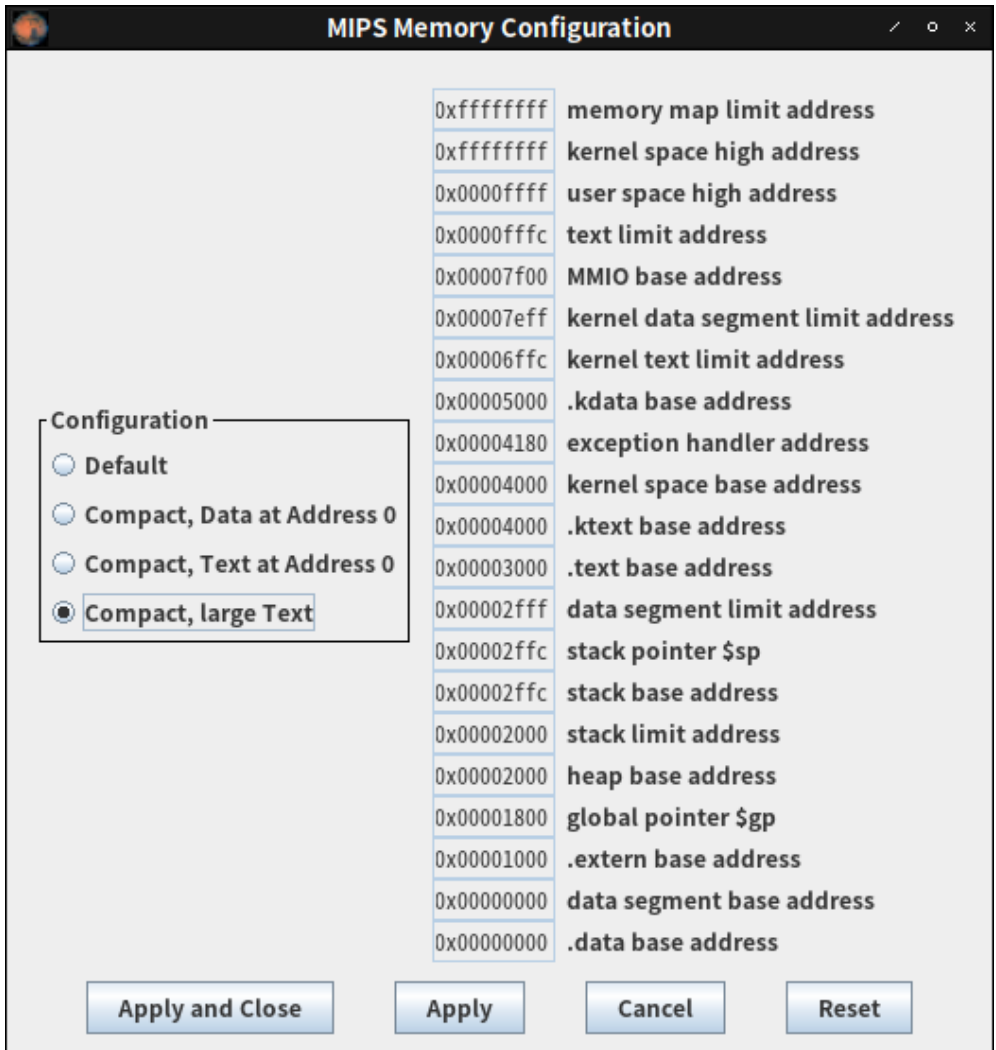 MIPS Memory Configuration
0xffffffff memory map limit address
0xffffffff kernel space high address
0x0000ffff user space high address
0x0000fffc text limit address
0x00007f00 MMIO base address
0x00007eff kernel data segment limit address
0x00006ffc kernel text limit address
0x00005000 .kdata base address
0x00004180 exception handler address
0x00004000 kernel space base address
0x00004000 .ktext base address
0x00003000 .text base address
0x00002fff data segment limit address
0x00002ffc stack pointer $sp
0x00002ffc stack base address
0x00002000 stack limit address
0x00002000 heap base address
0x00001800 global pointer $gp
0x00001000 .extern base address
0x00000000 data segment base address
0x00000000 .data base address
Configuration
Default
Compact, Data at Address 0
Compact, Text at Address 0
Compact, large Text
Apply and Close Apply Cancel Reset